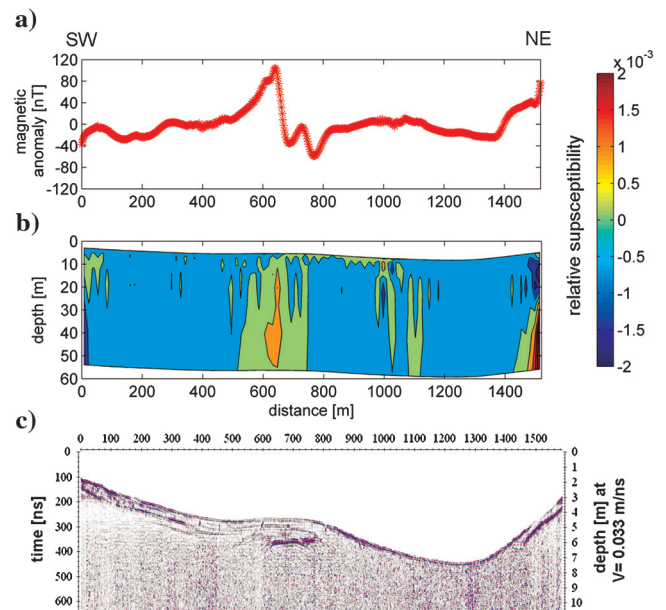 a)
SW
NE
120
80
40
0
-40
-80
-120
magnetic
anomaly [nT]
0 200 400 600 800 1000 1200 1400
x 10⁻³
2
1.5
1
0.5
0
-0.5
-1
-1.5
-2
relative supsceptibility
b)
0
10
20
30
40
50
60
depth [m]
0 200 400 600 800 1000 1200 1400
distance [m]
c)
0 100 200 300 400 500 600 700 800 900 1000 1100 1200 1300 1400 1500
0
100
200
300
400
500
600
time [ns]
0
1
2
3
4
5
6
7
8
9
10
depth [m] at
V= 0.033 m/ns